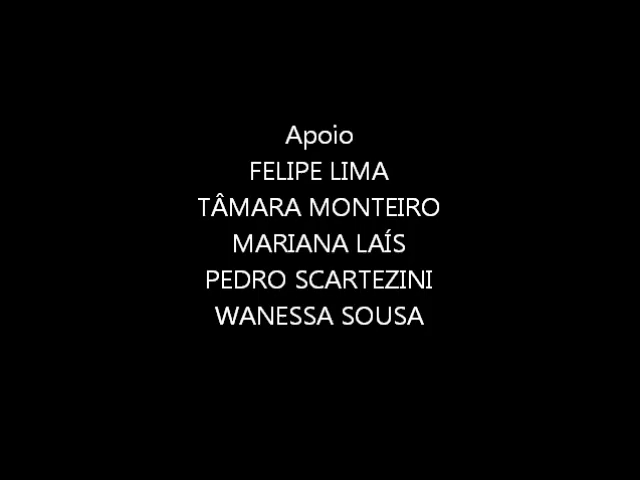 Apoio
FELIPE LIMA
TÂMARA MONTEIRO
MARIANA LAÍS
PEDRO SCARTEZINI
WANESSA SOUSA